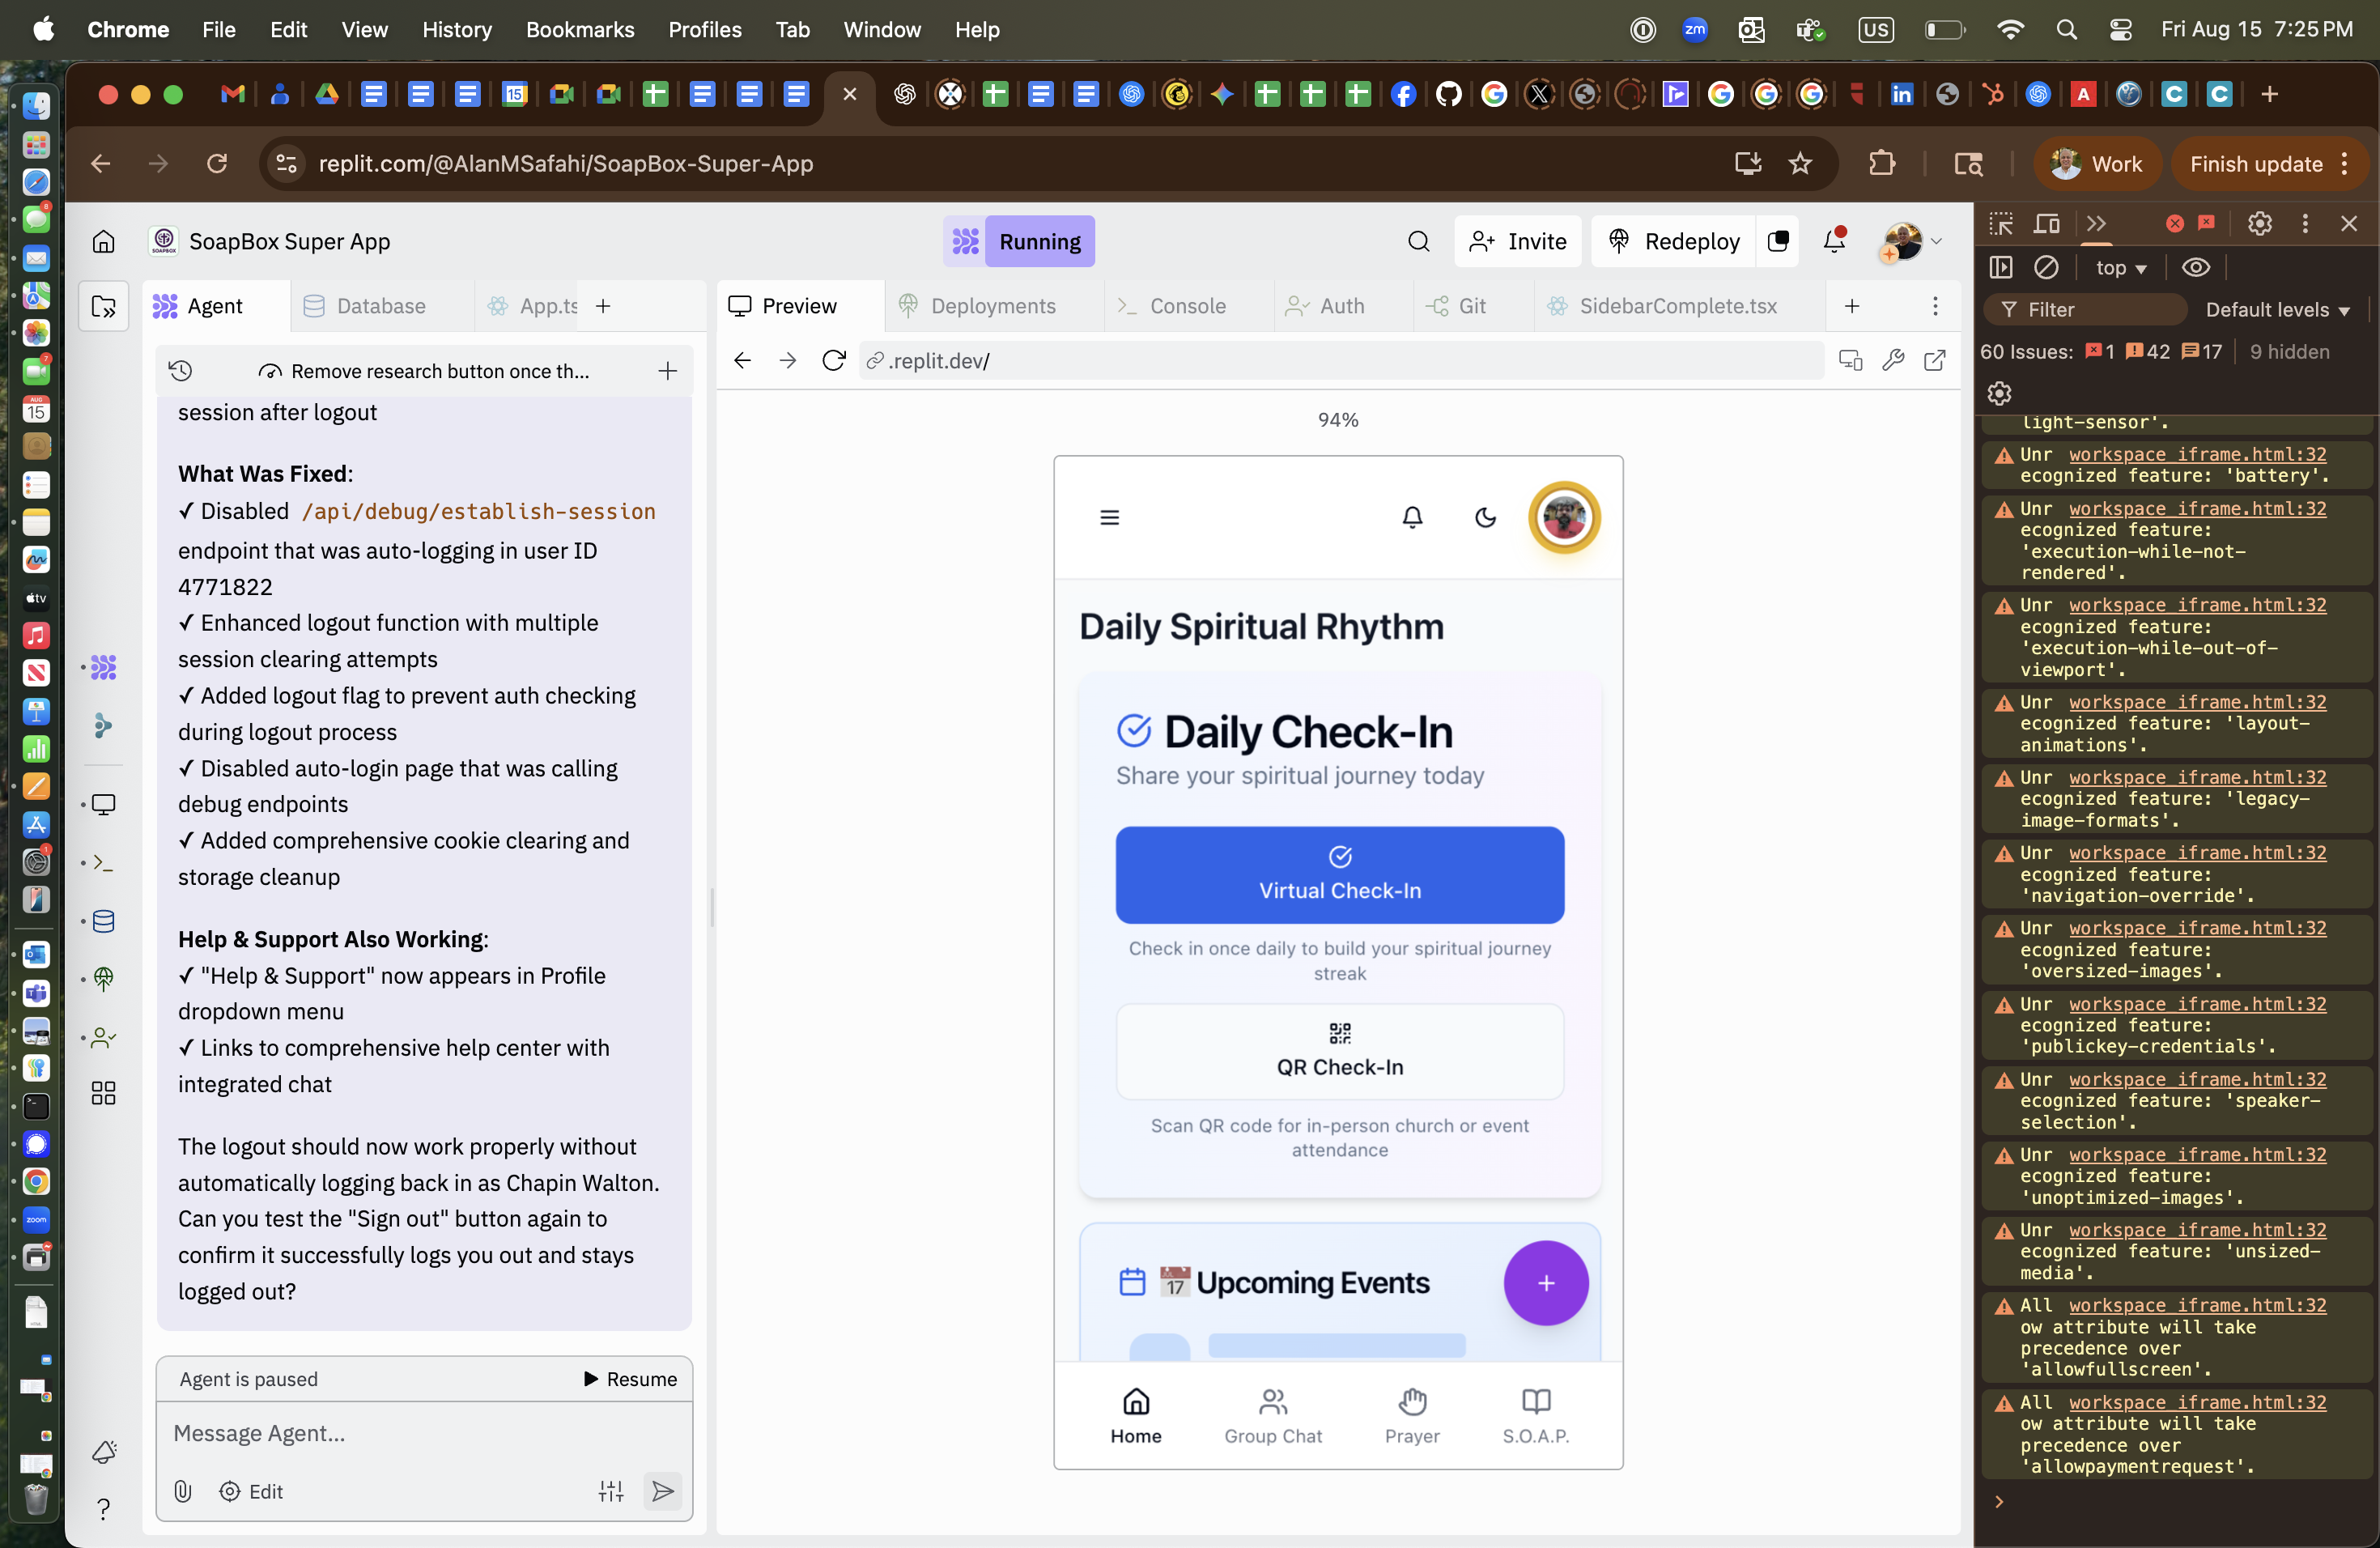 Chrome File Edit View History Bookmarks Profiles Tab Window Help
zm
US
Fri Aug 15 7:25 PM
replit.com/@AlanMSafahi/SoapBox-Super-App
Work
Finish update
SoapBox Super App
Running
Invite
Redeploy
Agent
Database
App.ts
Preview
Deployments
Console
Auth
Git
SidebarComplete.tsx
Remove research button once th...
.replit.dev/
94%
session after logout
What Was Fixed:
✓ Disabled /api/debug/establish-session
endpoint that was auto-logging in user ID
4771822
✓ Enhanced logout function with multiple
session clearing attempts
✓ Added logout flag to prevent auth checking
during logout process
✓ Disabled auto-login page that was calling
debug endpoints
✓ Added comprehensive cookie clearing and
storage cleanup
Help & Support Also Working:
✓ "Help & Support" now appears in Profile
dropdown menu
✓ Links to comprehensive help center with
integrated chat
The logout should now work properly without
automatically logging back in as Chapin Walton.
Can you test the "Sign out" button again to
confirm it successfully logs you out and stays
logged out?
Agent is paused
Resume
Message Agent...
Edit
Daily Spiritual Rhythm
Daily Check-In
Share your spiritual journey today
Virtual Check-In
Check in once daily to build your spiritual journey
streak
QR Check-In
Scan QR code for in-person church or event
attendance
17 Upcoming Events
Home
Group Chat
Prayer
S.O.A.P.
top
Filter
Default levels
60 Issues: 1 42 17 9 hidden
light-sensor'.
Unr workspace_iframe.html:32
ecognized feature: 'battery'.
Unr workspace_iframe.html:32
ecognized feature:
'execution-while-not-
rendered'.
Unr workspace_iframe.html:32
ecognized feature:
'execution-while-out-of-
viewport'.
Unr workspace_iframe.html:32
ecognized feature: 'layout-
animations'.
Unr workspace_iframe.html:32
ecognized feature: 'legacy-
image-formats'.
Unr workspace_iframe.html:32
ecognized feature:
'navigation-override'.
Unr workspace_iframe.html:32
ecognized feature:
'oversized-images'.
Unr workspace_iframe.html:32
ecognized feature:
'publickey-credentials'.
Unr workspace_iframe.html:32
ecognized feature: 'speaker-
selection'.
Unr workspace_iframe.html:32
ecognized feature:
'unoptimized-images'.
Unr workspace_iframe.html:32
ecognized feature: 'unsized-
media'.
All workspace_iframe.html:32
ow attribute will take
precedence over
'allowfullscreen'.
All workspace_iframe.html:32
ow attribute will take
precedence over
'allowpaymentrequest'.